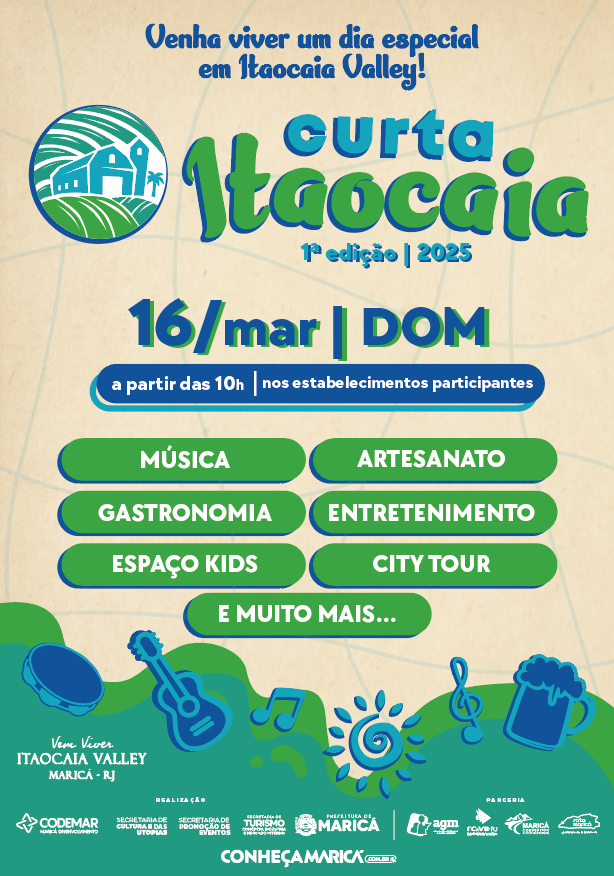 Venha viver um dia especial
em Itaocaia Valley!
curta
Itaocaia
1ª edição | 2025
16/mar | DOM
a partir das 10h | nos estabelecimentos participantes
MÚSICA
ARTESANATO
GASTRONOMIA
ENTRETENIMENTO
ESPAÇO KIDS
CITY TOUR
E MUITO MAIS...
Vem Viver
ITAOCAIA VALLEY
MARICÁ - RJ
REALIZAÇÃO
PARCERIA
CODEMAR
MARICÁ DESENVOLVIMENTO
SECRETARIA DE
CULTURA E DAS
UTOPIAS
SECRETARIA DE
PROMOÇÃO DE
EVENTOS
SECRETARIA DE
TURISMO
PREFEITURA DE
MARICÁ
agm
MARICÁ
CONHEÇAMARICÁ.COM.BR